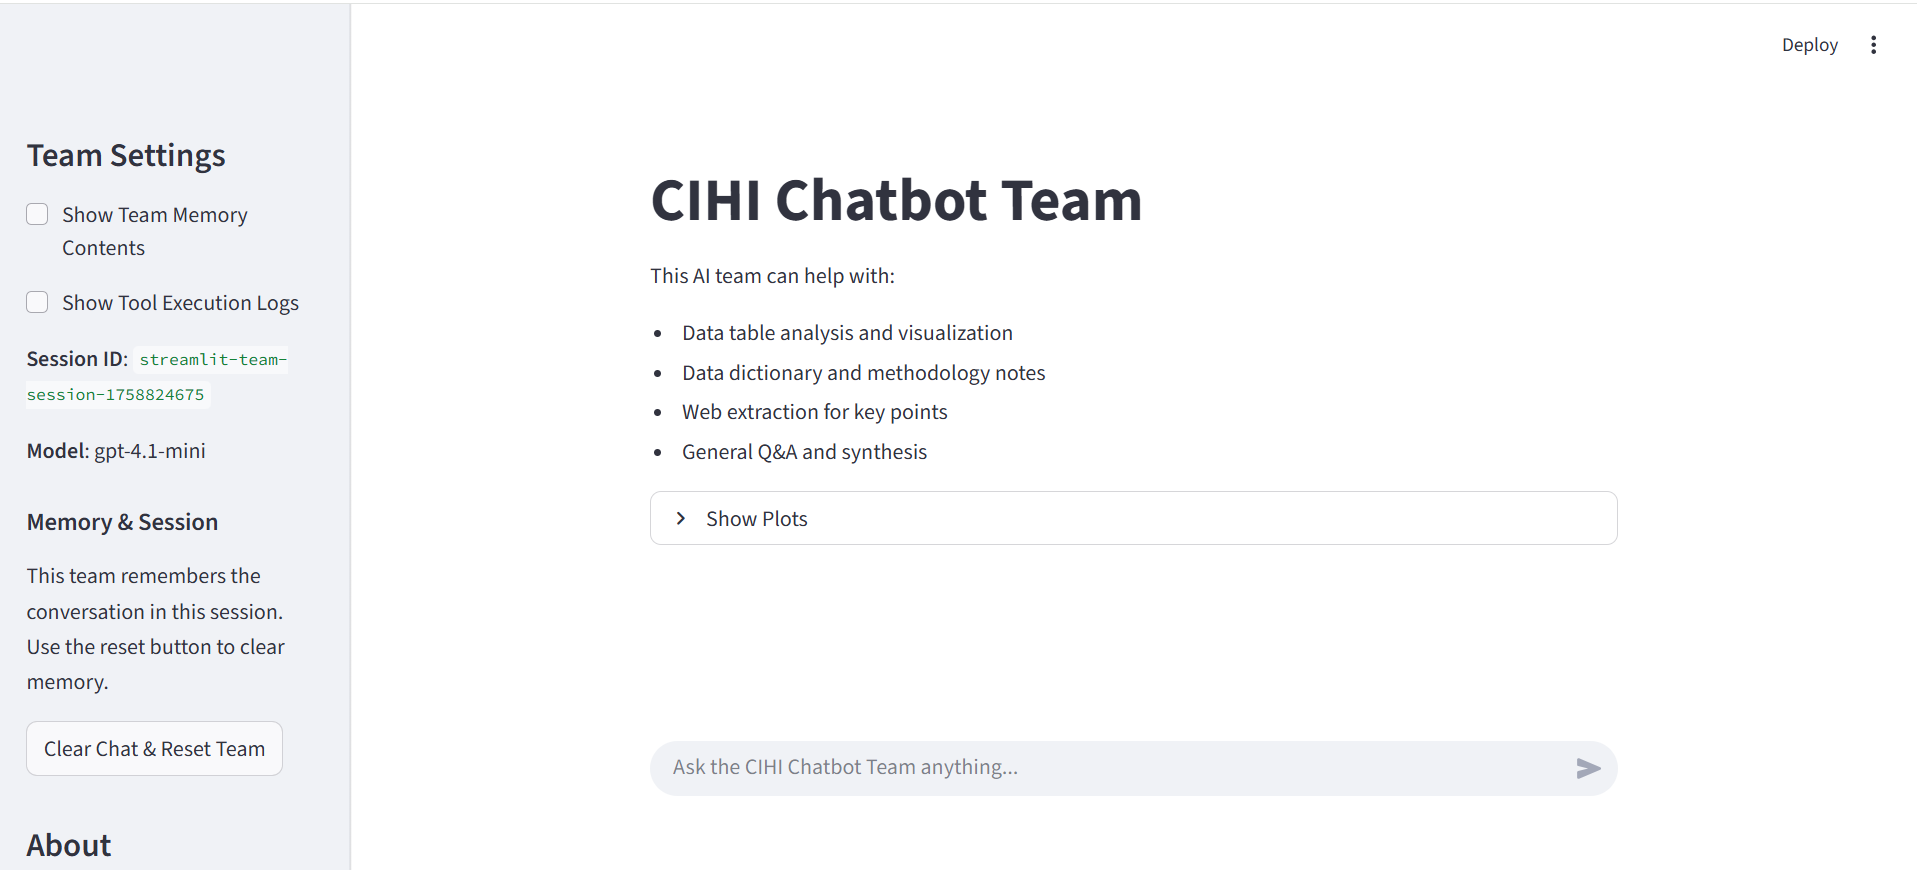 Deploy
Team Settings
Show Team Memory
Contents
Show Tool Execution Logs
Session ID: streamlit-team-
session-1758824675
Model: gpt-4.1-mini
Memory & Session
This team remembers the
conversation in this session.
Use the reset button to clear
memory.
Clear Chat & Reset Team
About
CIHI Chatbot Team
This AI team can help with:
Data table analysis and visualization
Data dictionary and methodology notes
Web extraction for key points
General Q&A and synthesis
Show Plots
Ask the CIHI Chatbot Team anything...